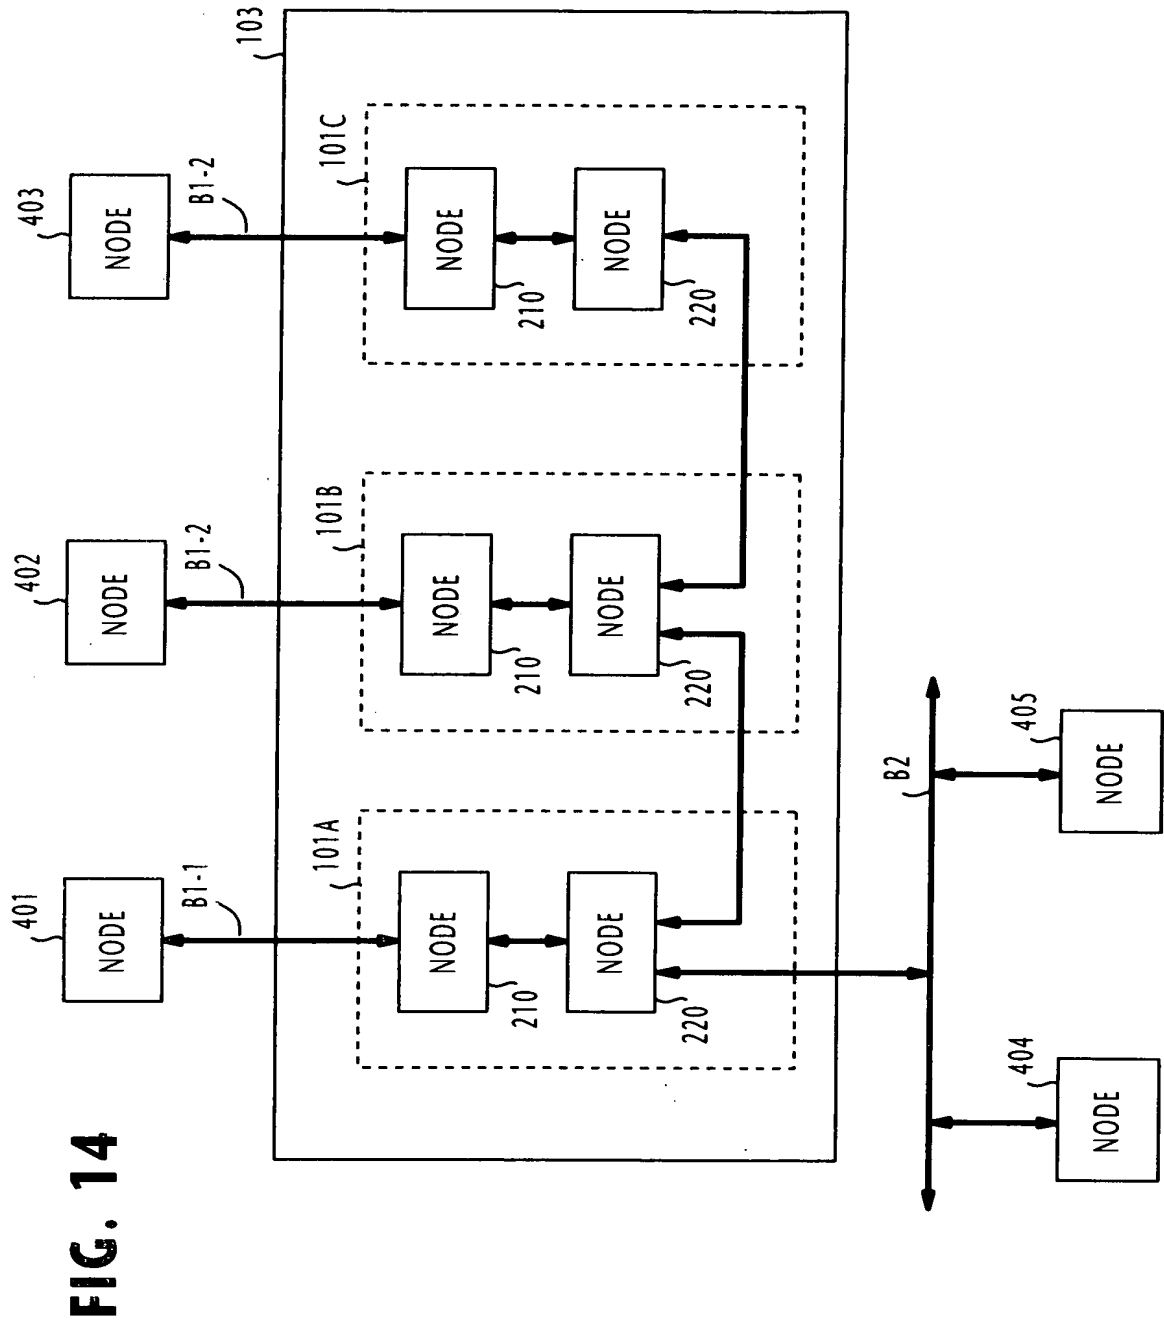 FIG. 14
401
402
403
NODE
NODE
NODE
B1-1
B1-2
B1-2
103
101A
101B
101C
NODE
NODE
NODE
210
210
210
NODE
NODE
NODE
220
220
220
B2
404
405
NODE
NODE